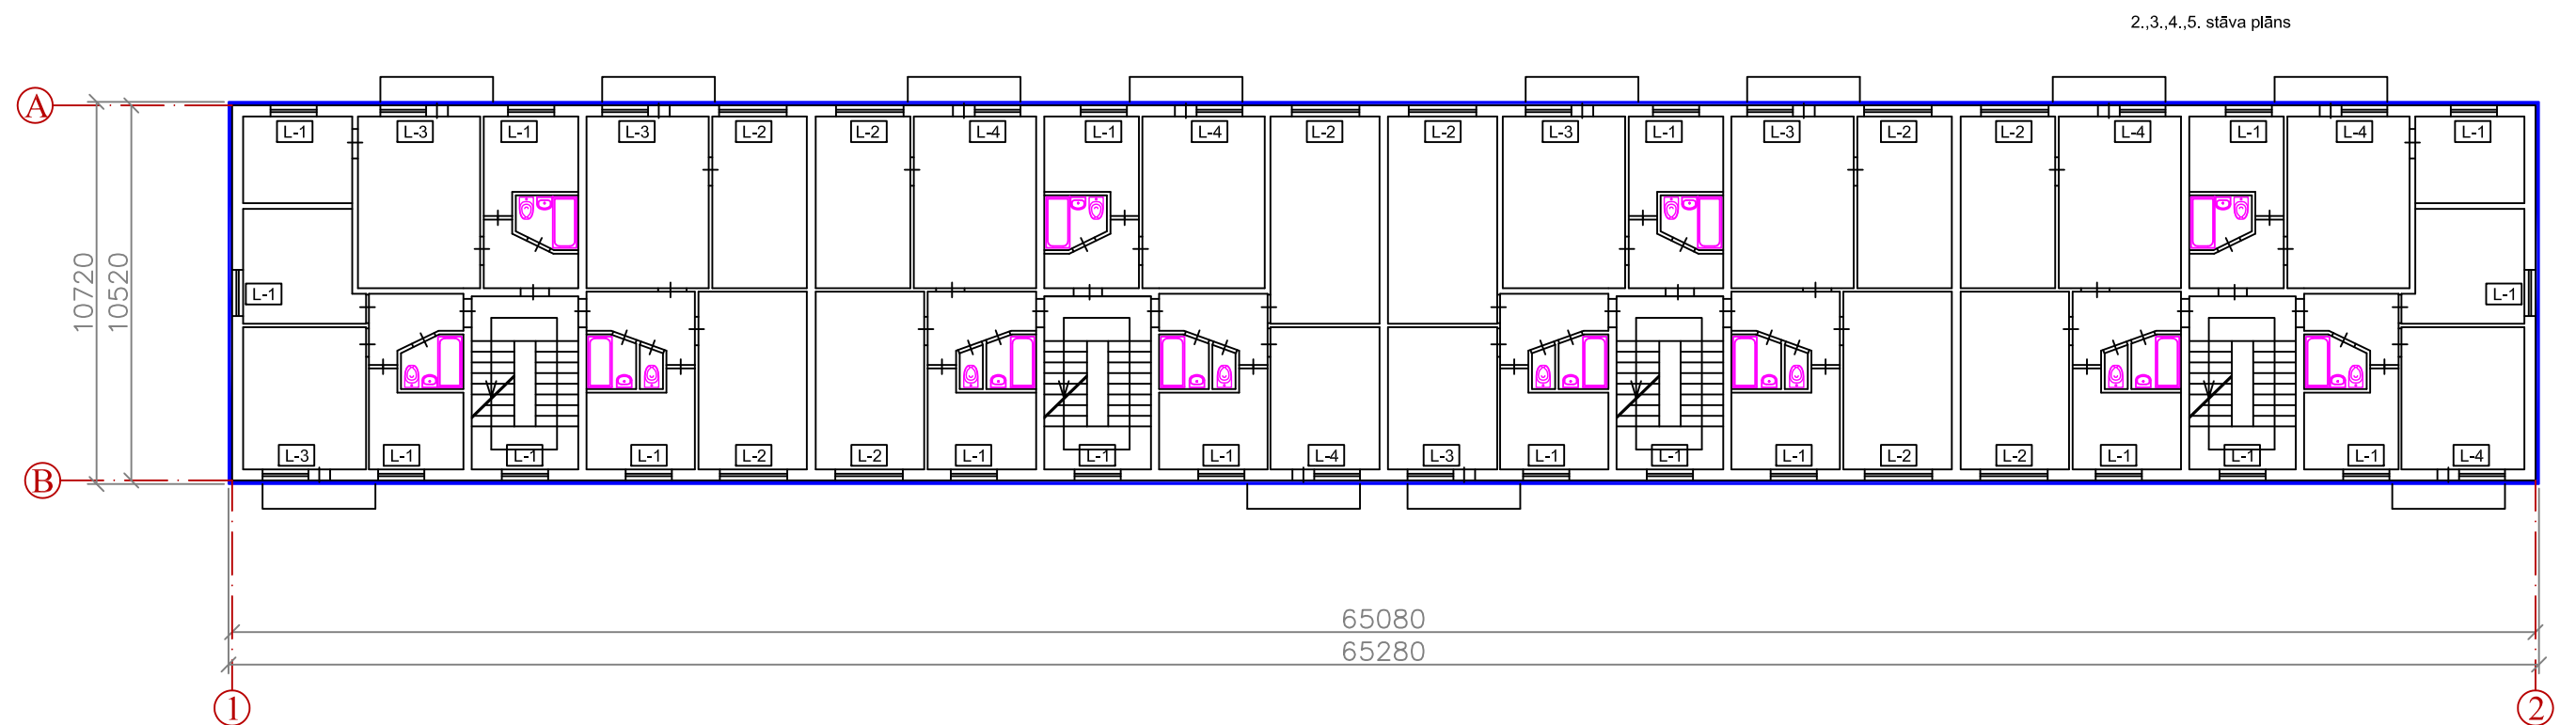 2.,3.,4.,5. stāva plāns
A
L-1 L-3 L-1 L-3 L-2 L-2 L-4 L-1 L-4 L-2 L-2 L-3 L-1 L-3 L-2 L-2 L-4 L-1 L-4 L-1
10720
10520
L-1 L-1
L-3 L-1 L-1 L-1 L-2 L-2 L-1 L-1 L-1 L-4 L-3 L-1 L-1 L-1 L-2 L-2 L-1 L-1 L-1 L-4
B
65080
65280
1 2